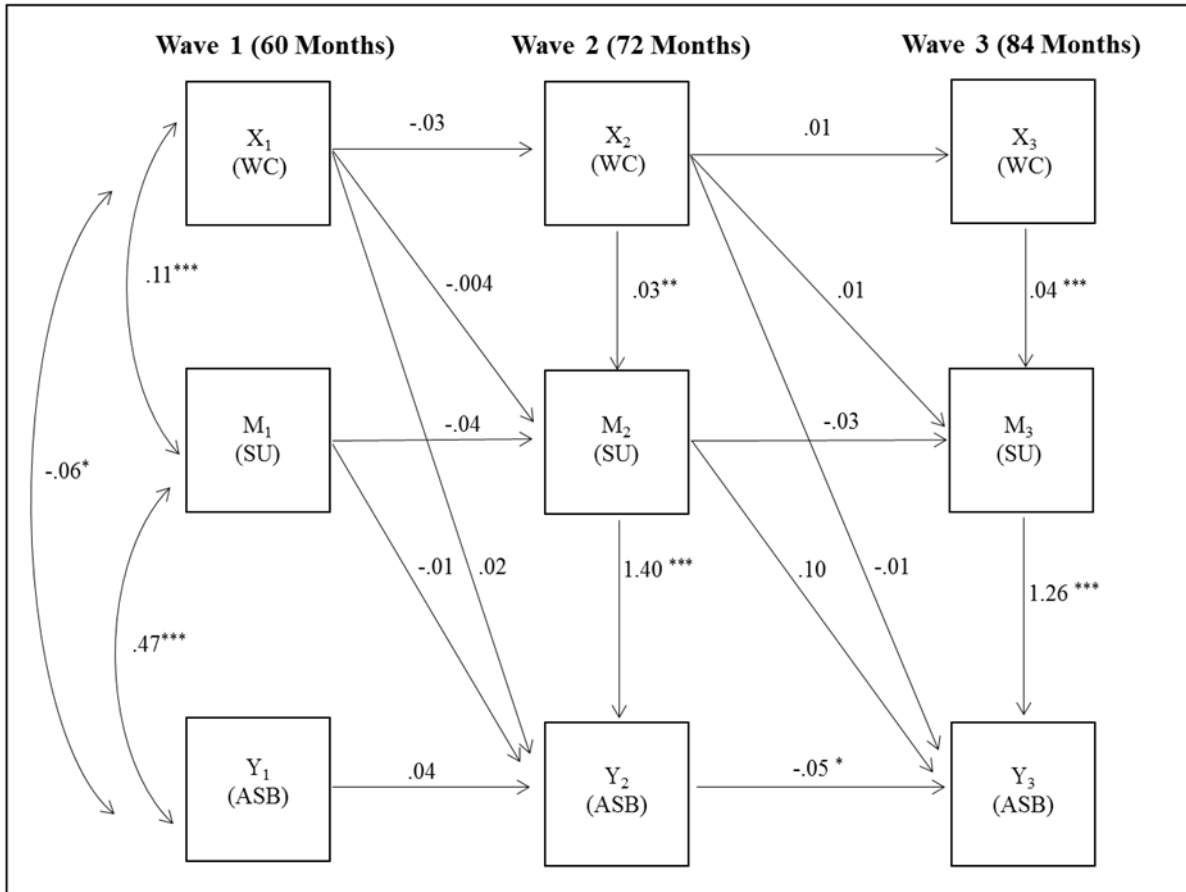 Wave 1 (60 Months) Wave 2 (72 Months) Wave 3 (84 Months)
X₁
(WC)
-.03
X₂
(WC)
.01
X₃
(WC)
.11***
-.004
.03**
.01
.04 ***
M₁
(SU)
-.04
M₂
(SU)
-.03
M₃
(SU)
-.06*
.47***
-.01
.02
1.40 ***
.10
-.01
1.26 ***
Y₁
(ASB)
.04
Y₂
(ASB)
-.05 *
Y₃
(ASB)